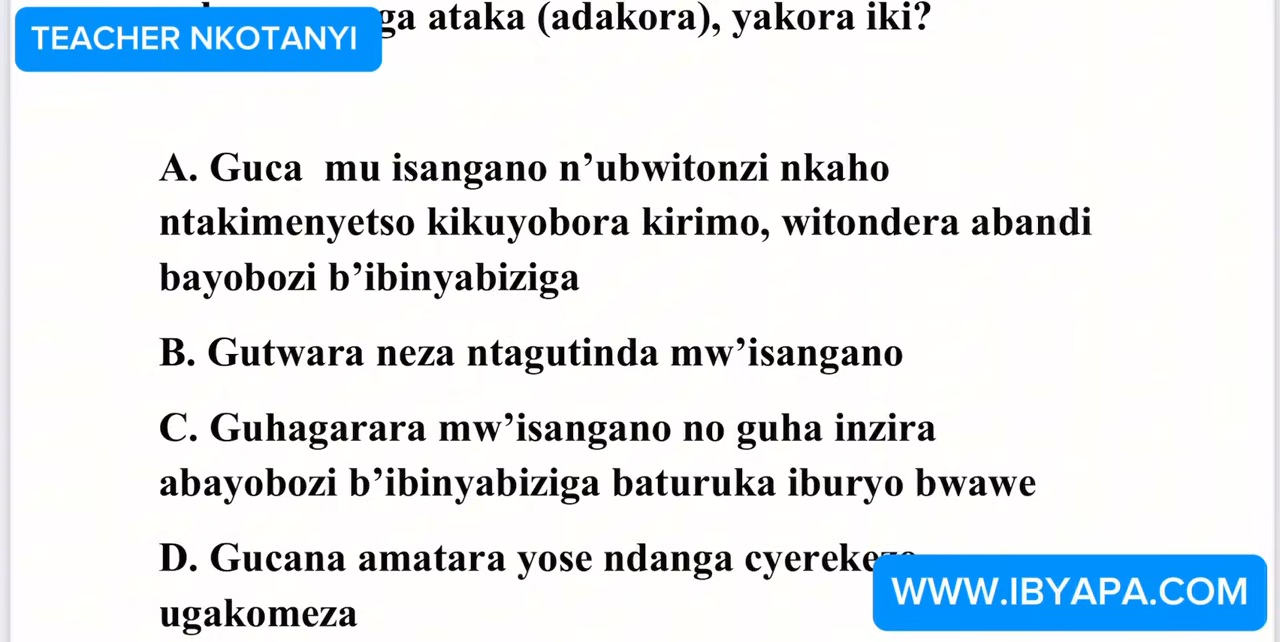 TEACHER NKOTANYI
ga ataka (adakora), yakora iki?
A. Guca mu isangano n’ubwitonzi nkaho
ntakimenyetso kikuyobora kirimo, witondera abandi
bayobozi b’ibinyabiziga
B. Gutwara neza ntagutinda mw’isangano
C. Guhagarara mw’isangano no guha inzira
abayobozi b’ibinyabiziga baturuka iburyo bwawe
D. Gucana amatara yose ndanga
ugakomeza
WWW.IBYAPA.COM